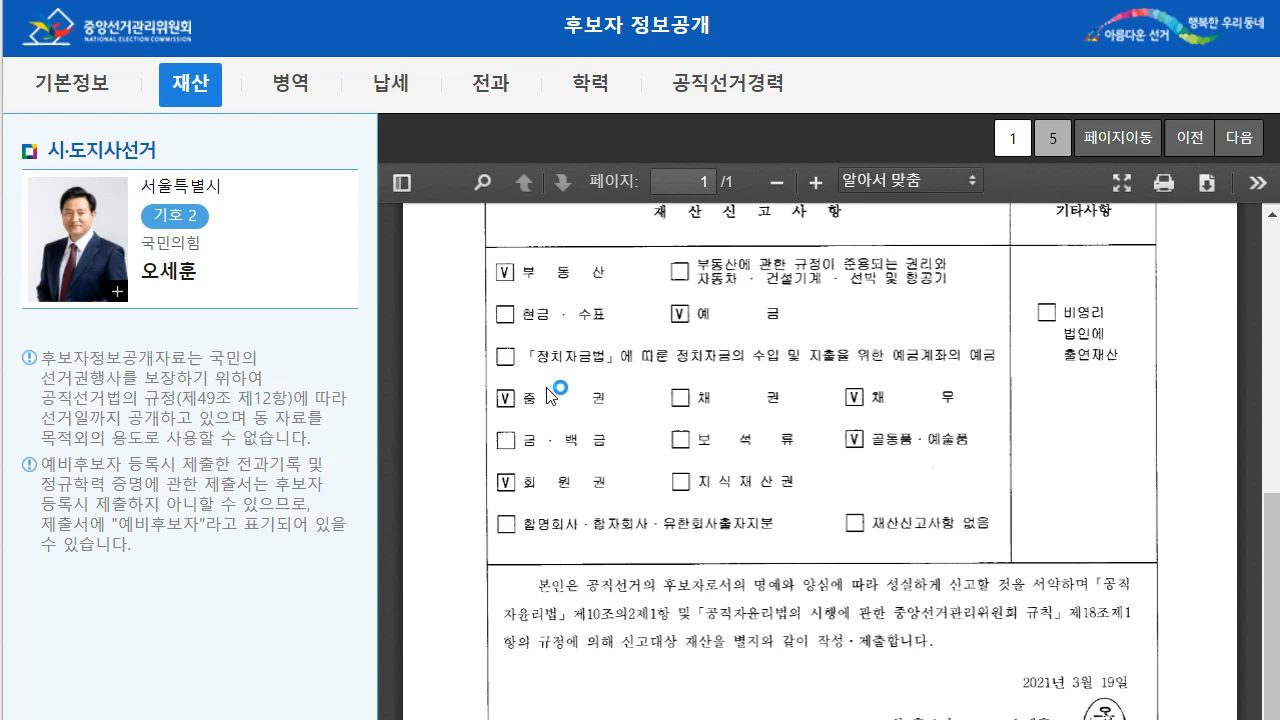 중앙선거관리위원회
NATIONAL ELECTION COMMISSION
후보자 정보공개
아름다운 선거 행복한 우리동네
기본정보 재산 병역 납세 전과 학력 공직선거경력
시·도지사선거
서울특별시
기호 2
국민의힘
오세훈
후보자정보공개자료는 국민의
선거권행사를 보장하기 위하여
공직선거법의 규정(제49조 제12항)에 따라
선거일까지 공개하고 있으며 동 자료를
목적외의 용도로 사용할 수 없습니다.
예비후보자 등록시 제출한 전과기록 및
정규학력 증명에 관한 제출서는 후보자
등록시 제출하지 아니할 수 있으므로,
제출서에 "예비후보자"라고 표기되어 있을
수 있습니다.
1 5 페이지이동 이전 다음
페이지: 1 /1 알아서 맞춤
재 산 신 고 사 항 기타사항
V 부 동 산 부동산에 관한 규정이 준용되는 권리와
자동차 · 건설기계 · 선박 및 항공기
현금 · 수표 V 예 금
「정치자금법」에 따른 정치자금의 수입 및 지출을 위한 예금계좌의 예금
V 증 권 채 권 V 채 무
금 · 백 금 보 석 류 V 골동품·예술품
V 회 원 권 지 식 재 산 권
합명회사·합자회사·유한회사출자지분 재산신고사항 없음
비영리
법인에
출연재산
본인은 공직선거의 후보자로서의 명예와 양심에 따라 성실하게 신고할 것을 서약하며「공직
자윤리법」제10조의2제1항 및「공직자윤리법의 시행에 관한 중앙선거관리위원회 규칙」제18조제1
항의 규정에 의해 신고대상 재산을 별지와 같이 작성·제출합니다.
2021년 3월 19일